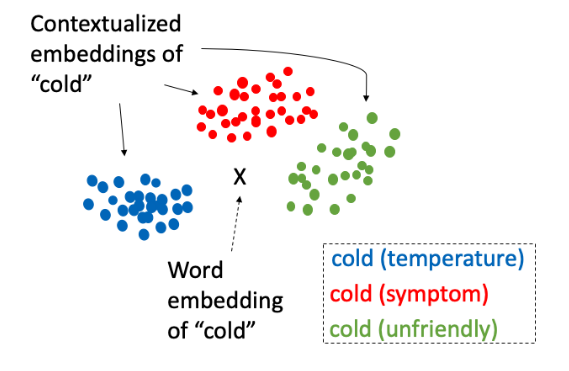 Contextualized
embeddings of
“cold”
X
Word
embedding
of “cold”
cold (temperature)
cold (symptom)
cold (unfriendly)